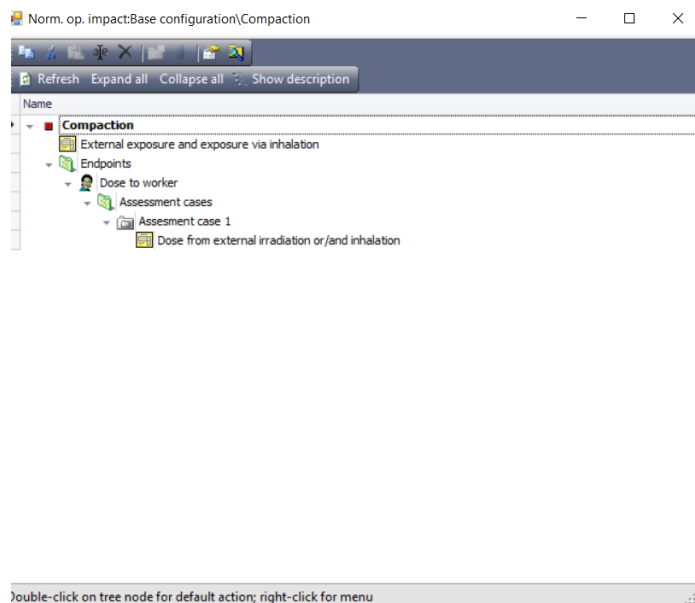 Norm. op. impact:Base configuration\Compaction
Refresh Expand all Collapse all Show description
Name
Compaction
External exposure and exposure via inhalation
Endpoints
Dose to worker
Assessment cases
Assesment case 1
Dose from external irradiation or/and inhalation
Double-click on tree node for default action; right-click for menu